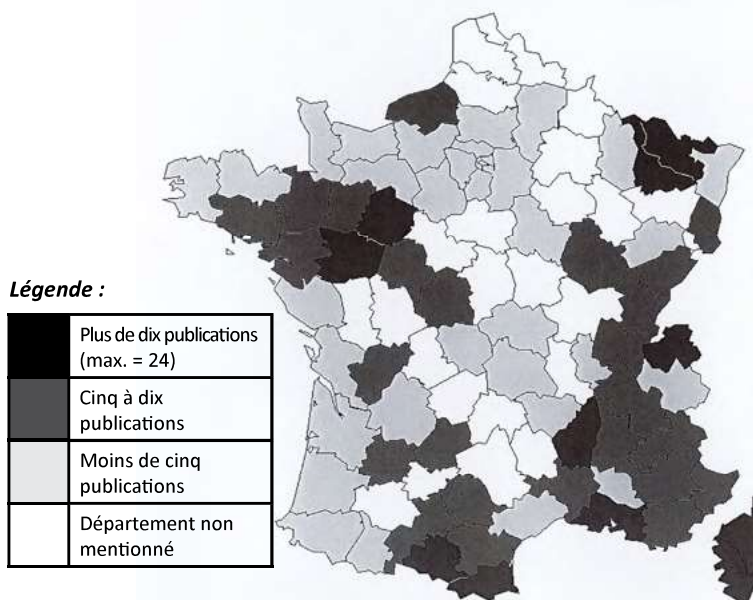 Légende :
Plus de dix publications
(max. = 24)
Cinq à dix
publications
Moins de cinq
publications
Département non
mentionné